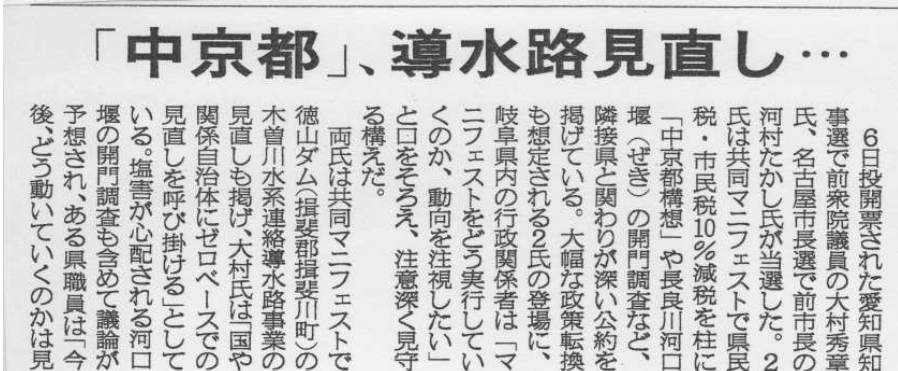 「中京都」、導水路見直し…
６日投開票された愛知県知
事選で前衆院議員の大村秀章
氏、名古屋市長選で前市長の
河村たかし氏が当選した。２
氏は共同マニフェストで県民
税・市民税10％減税を柱に
「中京都構想」や長良川河口
堰（ぜき）の開門調査など、
隣接県と関わりが深い公約を
掲げている。大幅な政策転換
も想定される２氏の登場に、
岐阜県内の行政関係者は「マ
ニフェストをどう実行してい
くのか、動向を注視したい」
と口をそろえ、注意深く見守
る構えだ。
両氏は共同マニフェストで
徳山ダム（揖斐郡揖斐川町）の
木曽川水系連絡導水路事業の
見直しも掲げ、大村氏は「国や
関係自治体にゼロベースでの
見直しを呼び掛ける」として
いる。塩害が心配される河口
堰の開門調査も含めて議論が
予想され、ある県職員は「今
後、どう動いていくのかは見